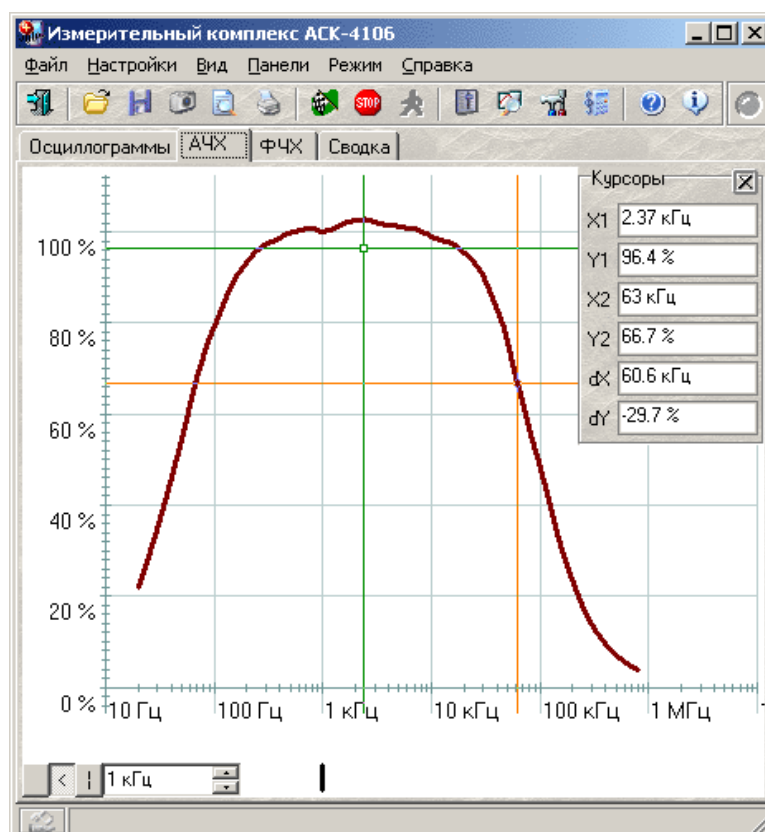 Измерительный комплекс АСК-4106
Файл Настройки Вид Панели Режим Справка
STOP
Осциллограммы АЧХ ФЧХ Сводка
Курсоры
X1 2.37 кГц
Y1 96.4 %
X2 63 кГц
Y2 66.7 %
dX 60.6 кГц
dY -29.7 %
100 %
80 %
60 %
40 %
20 %
0 %
10 Гц 100 Гц 1 кГц 10 кГц 100 кГц 1 МГц
< 1 кГц